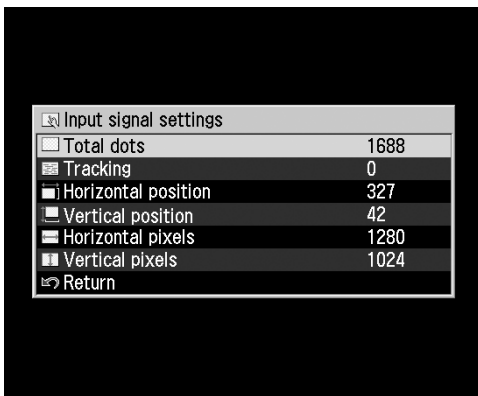 Input signal settings
Total dots 1688
Tracking 0
Horizontal position 327
Vertical position 42
Horizontal pixels 1280
Vertical pixels 1024
Return